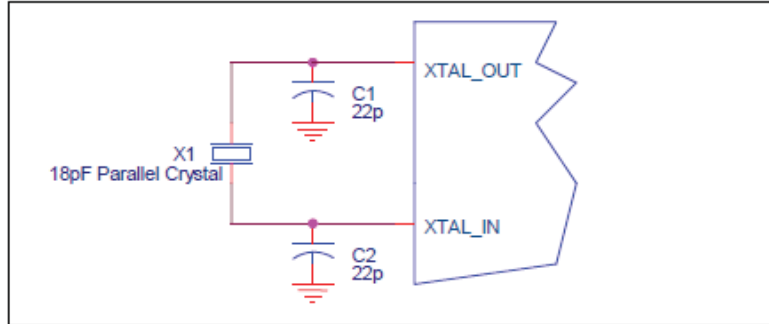 XTAL_OUT
C1
22p
X1
18pF Parallel Crystal
XTAL_IN
C2
22p